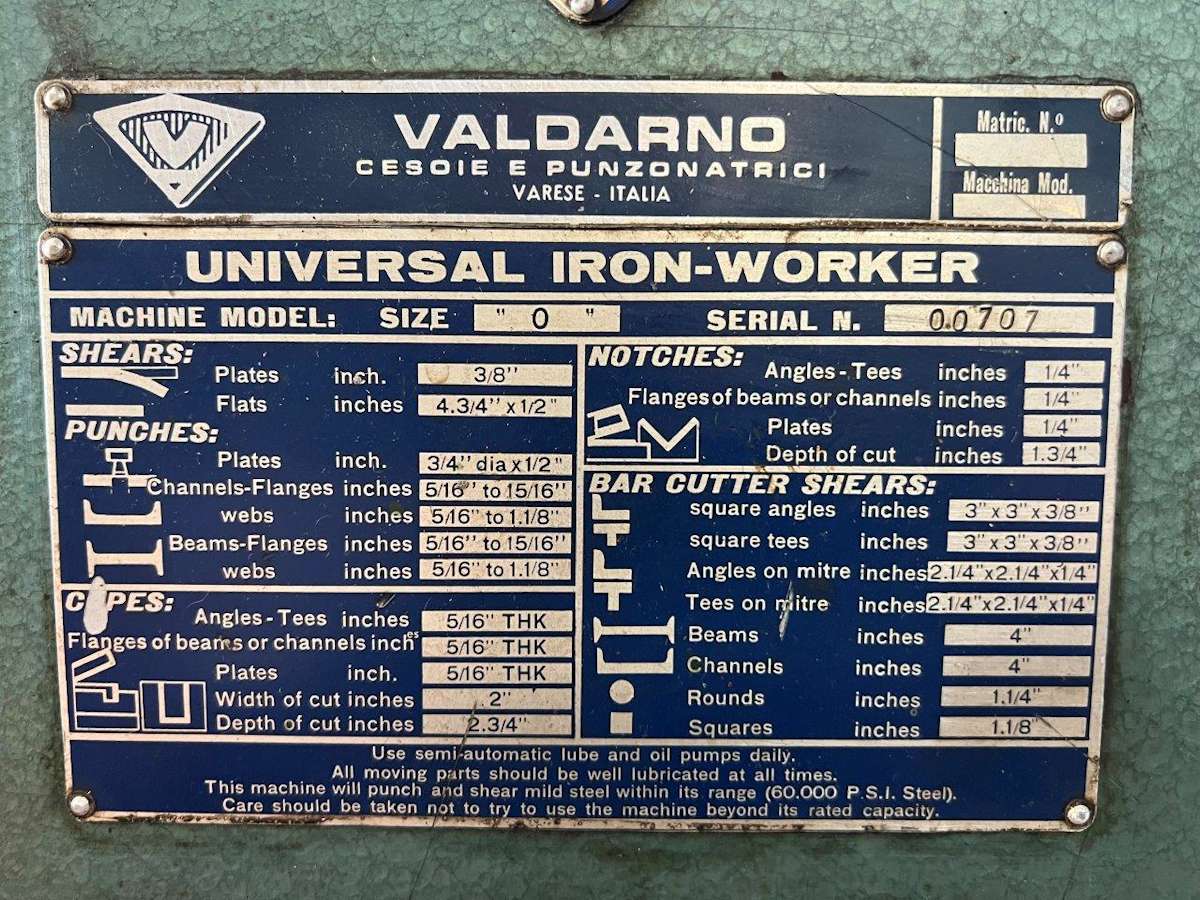 VALDARNO
CESOIE E PUNZONATRICI
VARESE - ITALIA
Matric. N.º
Macchina Mod.
UNIVERSAL IRON-WORKER
MACHINE MODEL: SIZE " O " SERIAL N. 00707
SHEARS:
Plates inch. 3/8"
Flats inches 4.3/4" x 1/2"
PUNCHES:
Plates inch. 3/4" dia x 1/2"
Channels-Flanges inches 5/16" to 15/16"
webs inches 5/16" to 1.1/8"
Beams-Flanges inches 5/16" to 15/16"
webs inches 5/16" to 1.1/8"
C PES:
Angles - Tees inches 5/16" THK
Flanges of beams or channels inches 5/16" THK
Plates inch. 5/16" THK
Width of cut inches 2"
Depth of cut inches 2.3/4"
NOTCHES:
Angles - Tees inches 1/4"
Flanges of beams or channels inches 1/4"
Plates inches 1/4"
Depth of cut inches 1.3/4"
BAR CUTTER SHEARS:
square angles inches 3" x 3" x 3/8"
square tees inches 3" x 3" x 3/8"
Angles on mitre inches 2.1/4"x2.1/4"x1/4"
Tees on mitre inches 2.1/4"x2.1/4"x1/4"
Beams inches 4"
Channels inches 4"
Rounds inches 1.1/4"
Squares inches 1.1/8"
Use semi-automatic lube and oil pumps daily.
All moving parts should be well lubricated at all times.
This machine will punch and shear mild steel within its range (60.000 P.S.I. Steel).
Care should be taken not to try to use the machine beyond its rated capacity.